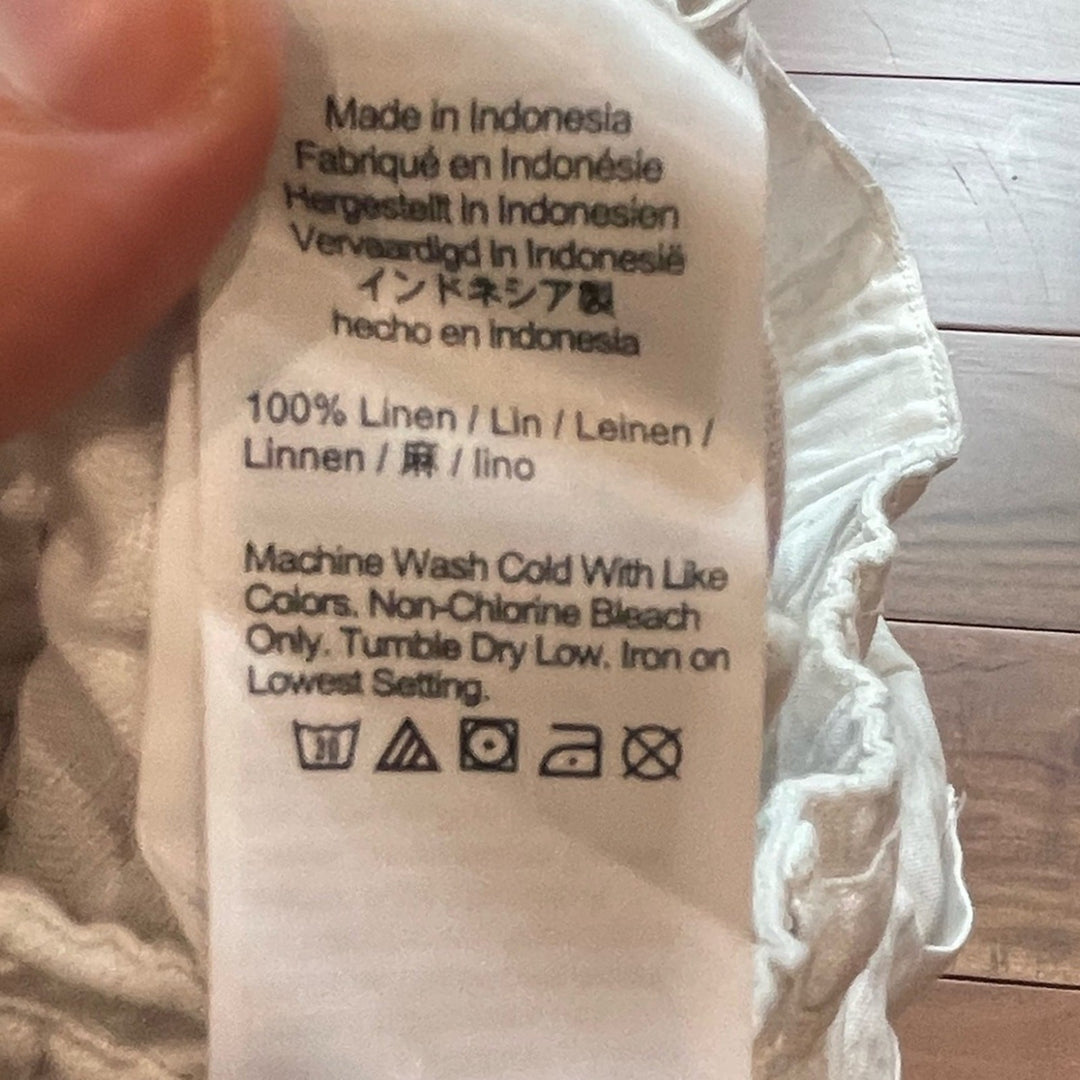 Made in Indonesia
Fabriqué en Indonésie
Hergestellt in Indonesien
Vervaardigd in Indonesië
インドネシア製
hecho en Indonesia
100% Linen / Lin / Leinen /
Linnen / 麻 / lino
Machine Wash Cold With Like
Colors. Non-Chlorine Bleach
Only. Tumble Dry Low. Iron on
Lowest Setting.
30